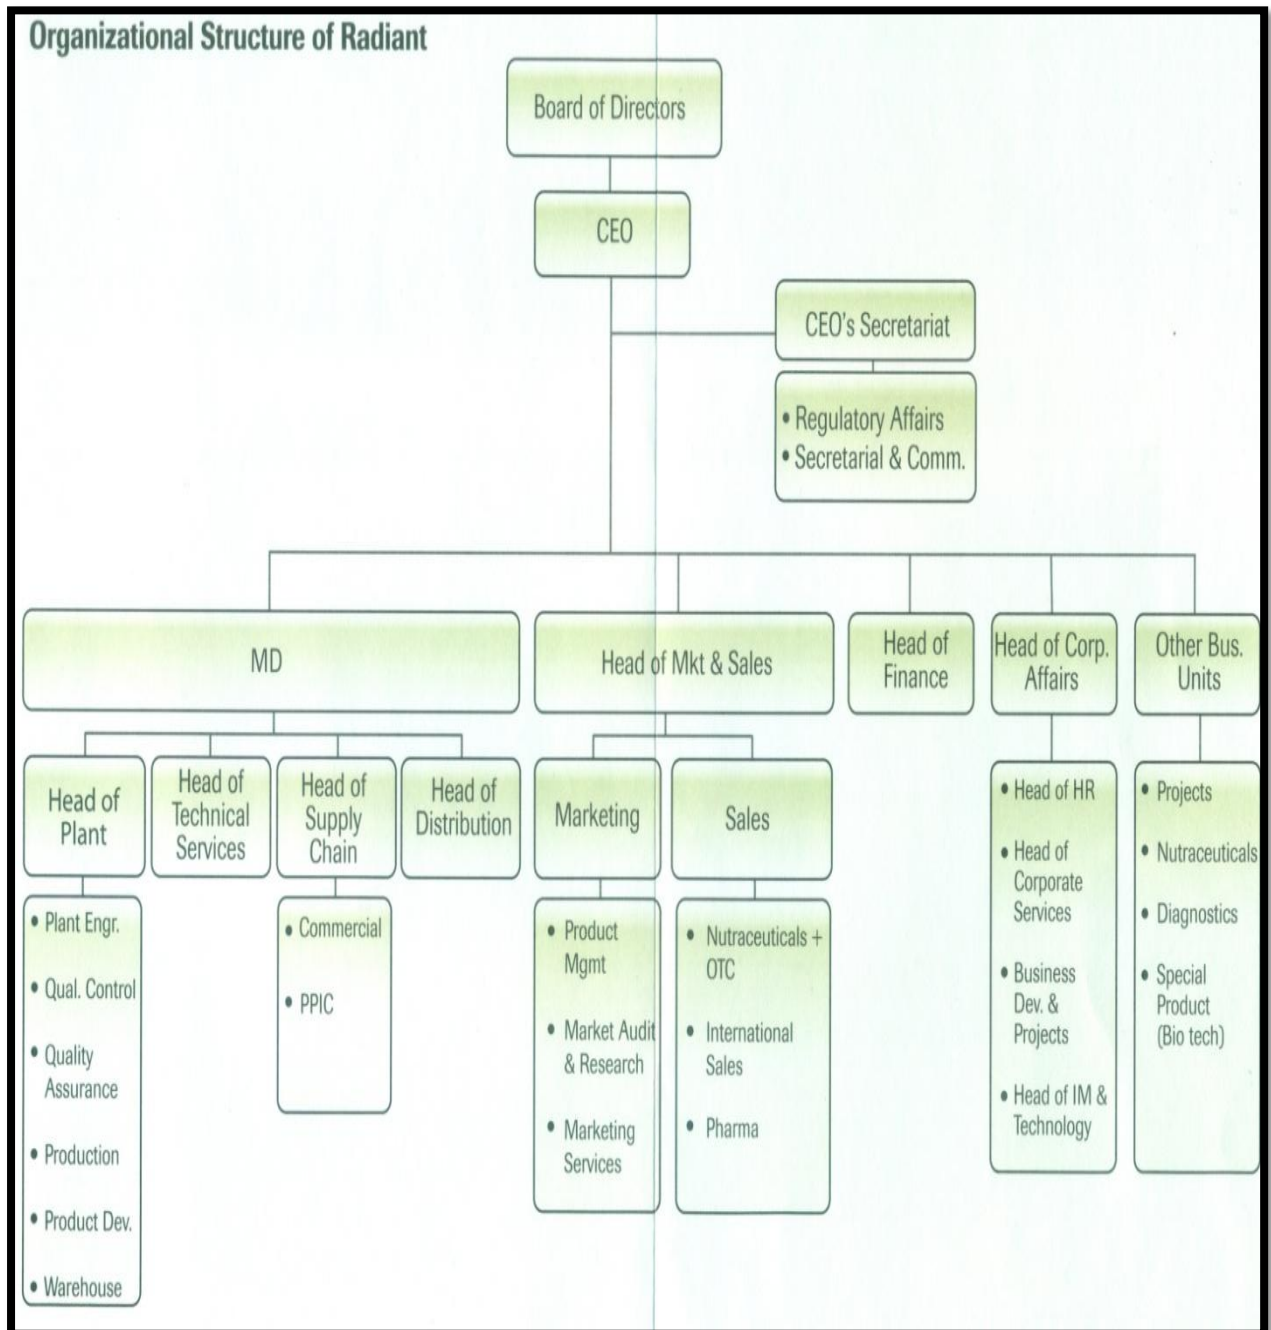 Organizational Structure of Radiant
Board of Directors
CEO
CEO's Secretariat
• Regulatory Affairs
• Secretarial & Comm.
MD
Head of Mkt & Sales
Head of
Finance
Head of Corp.
Affairs
Other Bus.
Units
Head of
Plant
Head of
Technical
Services
Head of
Supply
Chain
Head of
Distribution
Marketing
Sales
• Plant Engr.
• Qual. Control
• Quality
Assurance
• Production
• Product Dev.
• Warehouse
• Commercial
• PPIC
• Product
Mgmt
• Market Audit
& Research
• Marketing
Services
• Nutraceuticals +
OTC
• International
Sales
• Pharma
• Head of HR
• Head of
Corporate
Services
• Business
Dev. &
Projects
• Head of IM &
Technology
• Projects
• Nutraceuticals
• Diagnostics
• Special
Product
(Bio tech)